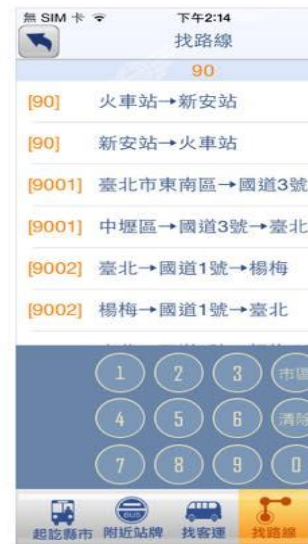 無 SIM 卡 下午2:14
找路線
90
[90] 火車站→新安站
[90] 新安站→火車站
[9001] 臺北市東南區→國道3號
[9001] 中壢區→國道3號→臺北
[9002] 臺北→國道1號→楊梅
[9002] 楊梅→國道1號→臺北
1 2 3 市區
4 5 6 清除
7 8 9 0
起訖縣市 附近站牌 找客運 找路線